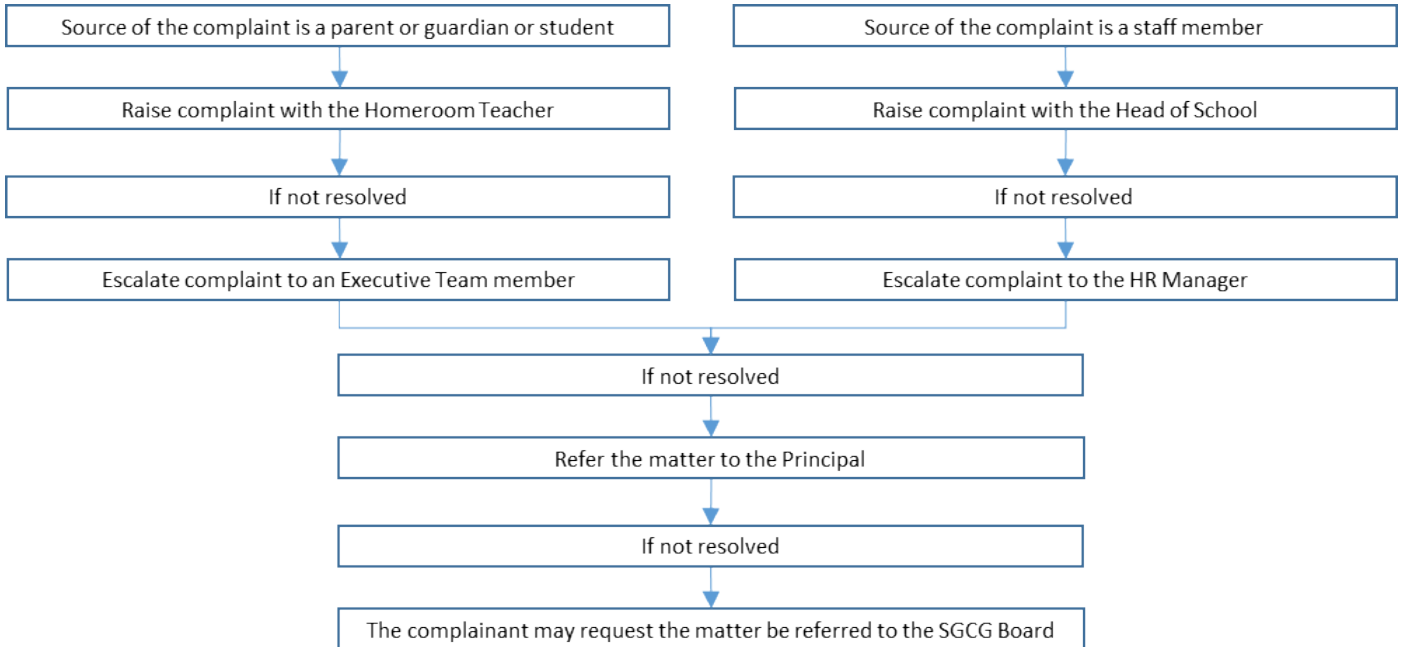 Source of the complaint is a parent or guardian or student
Source of the complaint is a staff member
Raise complaint with the Homeroom Teacher
Raise complaint with the Head of School
If not resolved
If not resolved
Escalate complaint to an Executive Team member
Escalate complaint to the HR Manager
If not resolved
Refer the matter to the Principal
If not resolved
The complainant may request the matter be referred to the SGCG Board